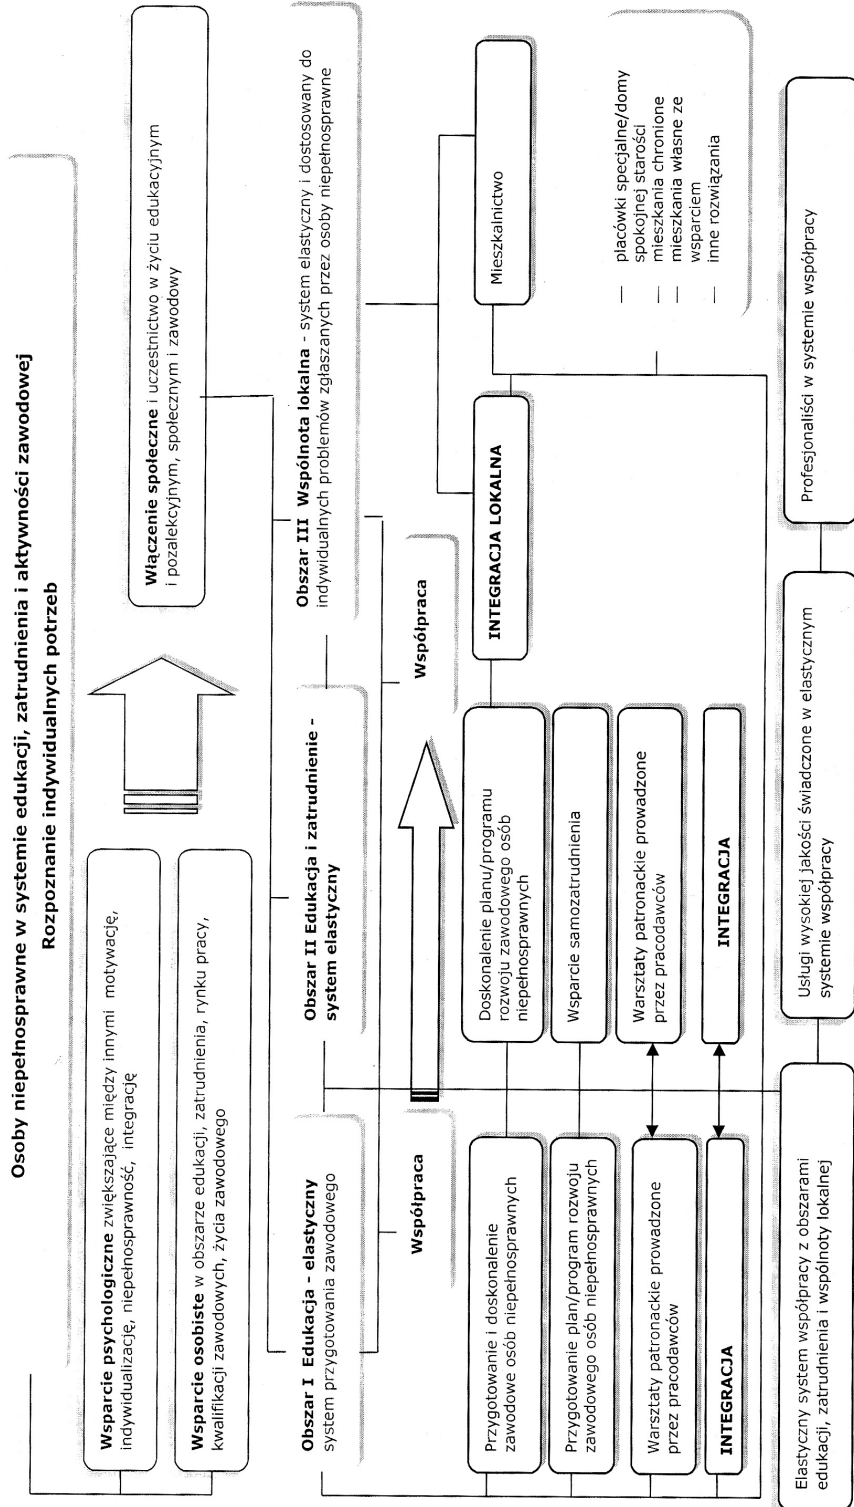 Osoby niepełnosprawne w systemie edukacji, zatrudnienia i aktywności zawodowej
Rozpoznanie indywidualnych potrzeb
Wsparcie psychologiczne zwiększające między innymi motywację,
indywidualizację, niepełnosprawność, integrację
Wsparcie osobiste w obszarze edukacji, zatrudnienia, rynku pracy,
kwalifikacji zawodowych, życia zawodowego
Włączenie społeczne i uczestnictwo w życiu edukacyjnym
i pozalekcyjnym, społecznym i zawodowy
Obszar I Edukacja - elastyczny
system przygotowania zawodowego
Obszar II Edukacja i zatrudnienie -
system elastyczny
Obszar III Wspólnota lokalna - system elastyczny i dostosowany do
indywidualnych problemów zgłaszanych przez osoby niepełnosprawne
Współpraca
Współpraca
Przygotowanie i doskonalenie
zawodowe osób niepełnosprawnych
Przygotowanie plan/program rozwoju
zawodowego osób niepełnosprawnych
Warsztaty patronackie prowadzone
przez pracodawców
INTEGRACJA
Doskonalenie planu/programu
rozwoju zawodowego osób
niepełnosprawnych
Wsparcie samozatrudnienia
Warsztaty patronackie prowadzone
przez pracodawców
INTEGRACJA
INTEGRACJA LOKALNA
Mieszkalnictwo
— placówki specjalne/domy
spokojnej starości
— mieszkania chronione
— mieszkania własne ze
wsparciem
— inne rozwiązania
Elastyczny system współpracy z obszarami
edukacji, zatrudnienia i wspólnoty lokalnej
Usługi wysokiej jakości świadczone w elastycznym
systemie współpracy
Profesjonaliści w systemie współpracy